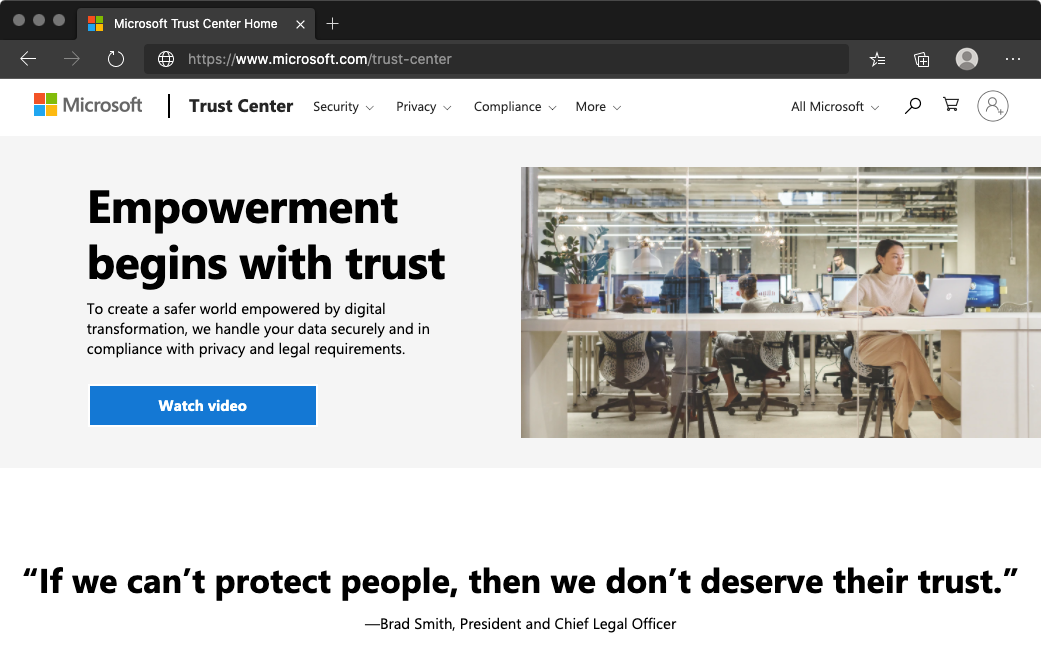 Microsoft Trust Center Home
https://www.microsoft.com/trust-center
Microsoft
Trust Center
Security
Privacy
Compliance
More
All Microsoft
Empowerment
begins with trust
To create a safer world empowered by digital
transformation, we handle your data securely and in
compliance with privacy and legal requirements.
Watch video
“If we can’t protect people, then we don’t deserve their trust.”
—Brad Smith, President and Chief Legal Officer